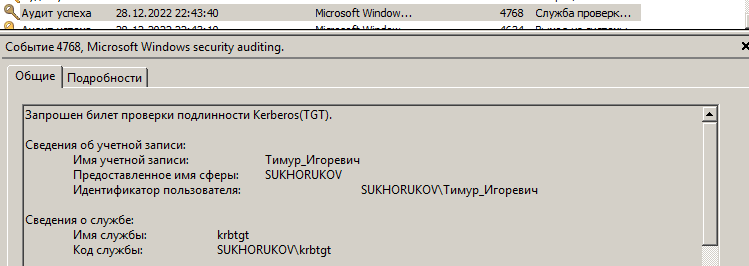 Аудит успеха 28.12.2022 22:43:40 Microsoft Window... 4768 Служба проверк...
Событие 4768, Microsoft Windows security auditing.
Общие Подробности
Запрошен билет проверки подлинности Kerberos(TGT).
Сведения об учетной записи:
Имя учетной записи: Тимур_Игоревич
Предоставленное имя сферы: SUKHORUKOV
Идентификатор пользователя: SUKHORUKOV\Тимур_Игоревич
Сведения о службе:
Имя службы: krbtgt
Код службы: SUKHORUKOV\krbtgt